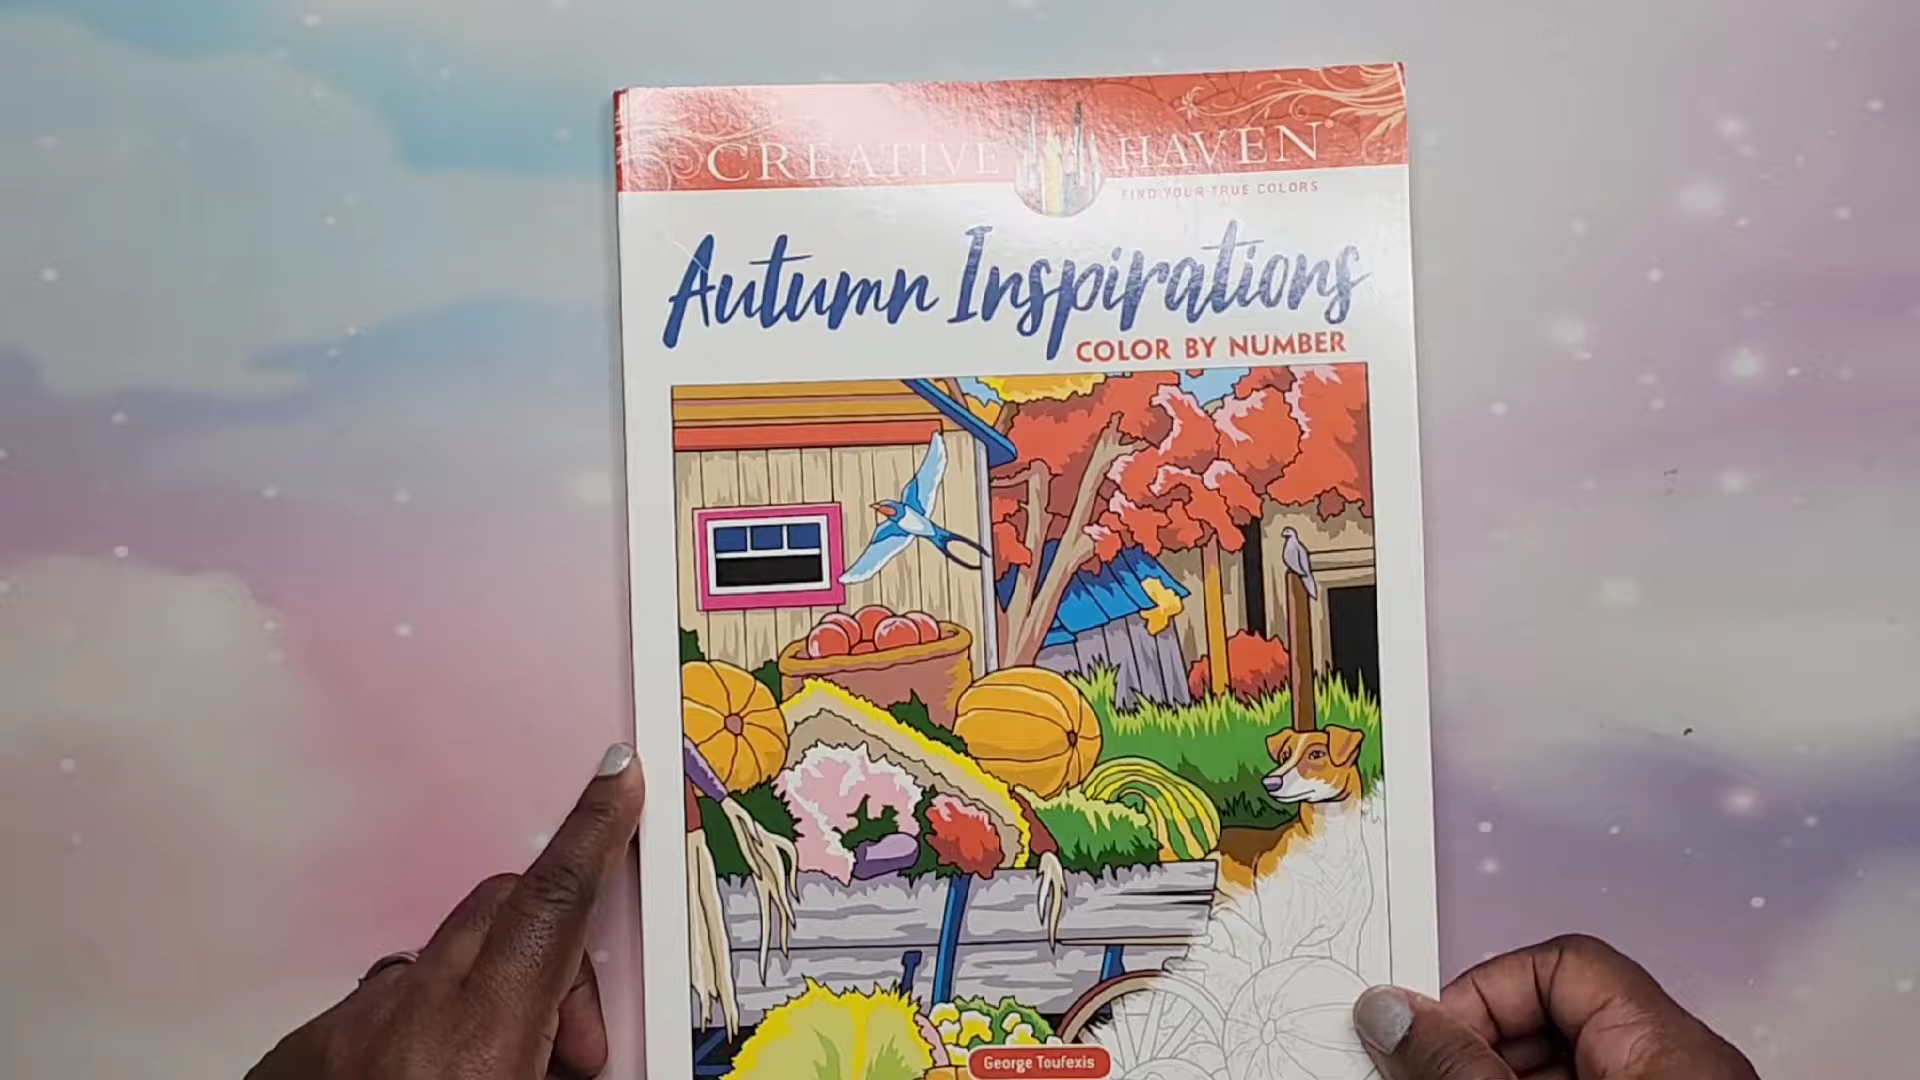 CREATIVE HAVEN
FIND YOUR TRUE COLORS
Autumn Inspirations
COLOR BY NUMBER
George Toufexis